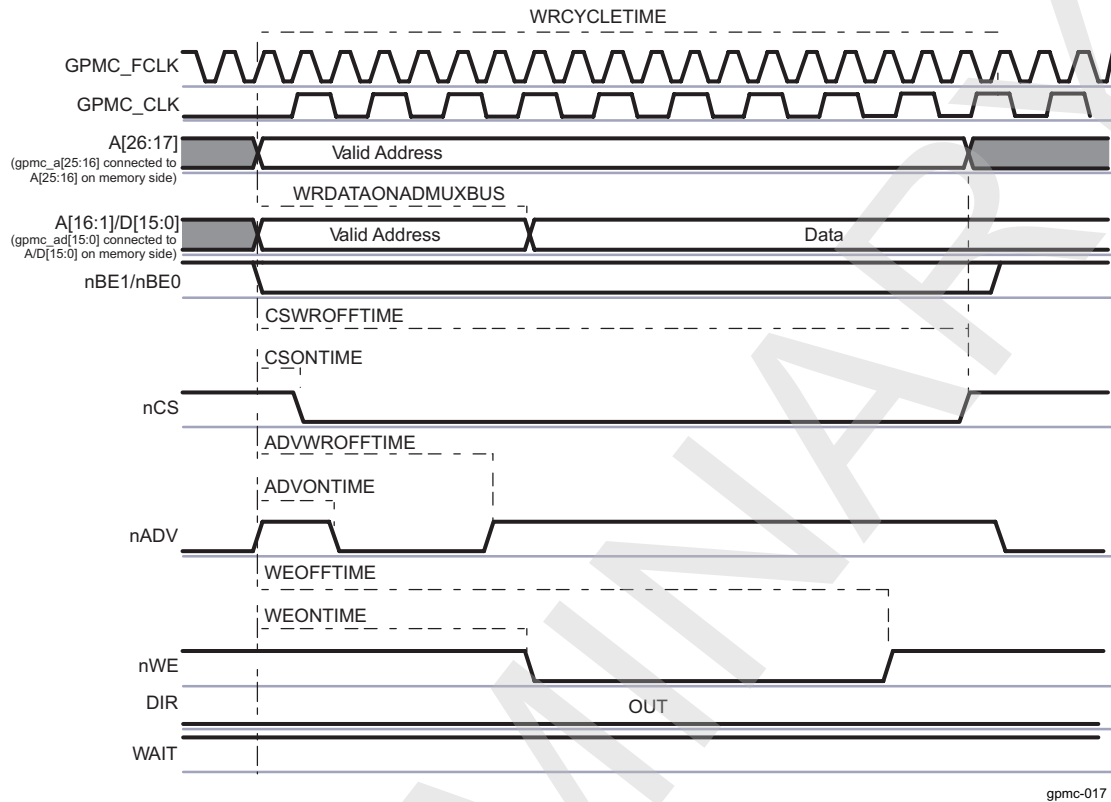 WRCYCLETIME
GPMC_FCLK
GPMC_CLK
A[26:17]
(gpmc_a[25:16] connected to
A[25:16] on memory side)
Valid Address
WRDATAONADMUXBUS
A[16:1]/D[15:0]
(gpmc_ad[15:0] connected to
A/D[15:0] on memory side)
Valid Address
Data
nBE1/nBE0
CSWROFFTIME
CSONTIME
nCS
ADVWROFFTIME
ADVONTIME
nADV
WEOFFTIME
WEONTIME
nWE
DIR
OUT
WAIT
gpmc-017
MINARY